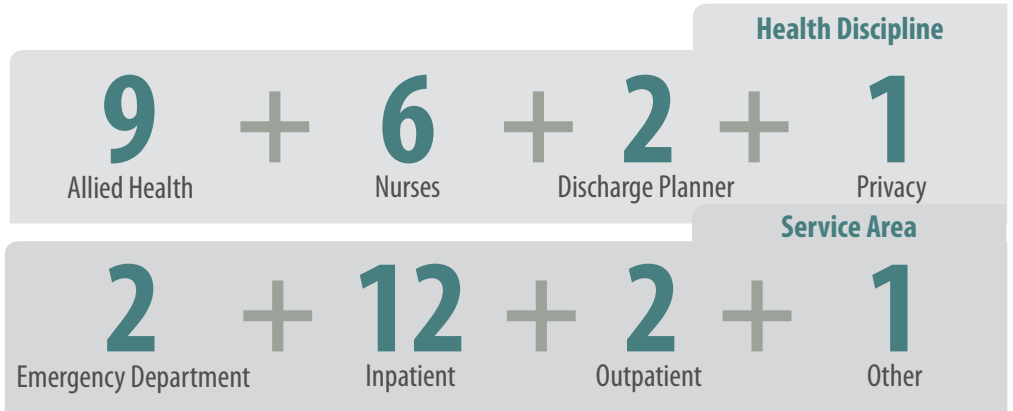 Health Discipline
9 + 6 + 2 + 1
Allied Health Nurses Discharge Planner Privacy
Service Area
2 + 12 + 2 + 1
Emergency Department Inpatient Outpatient Other